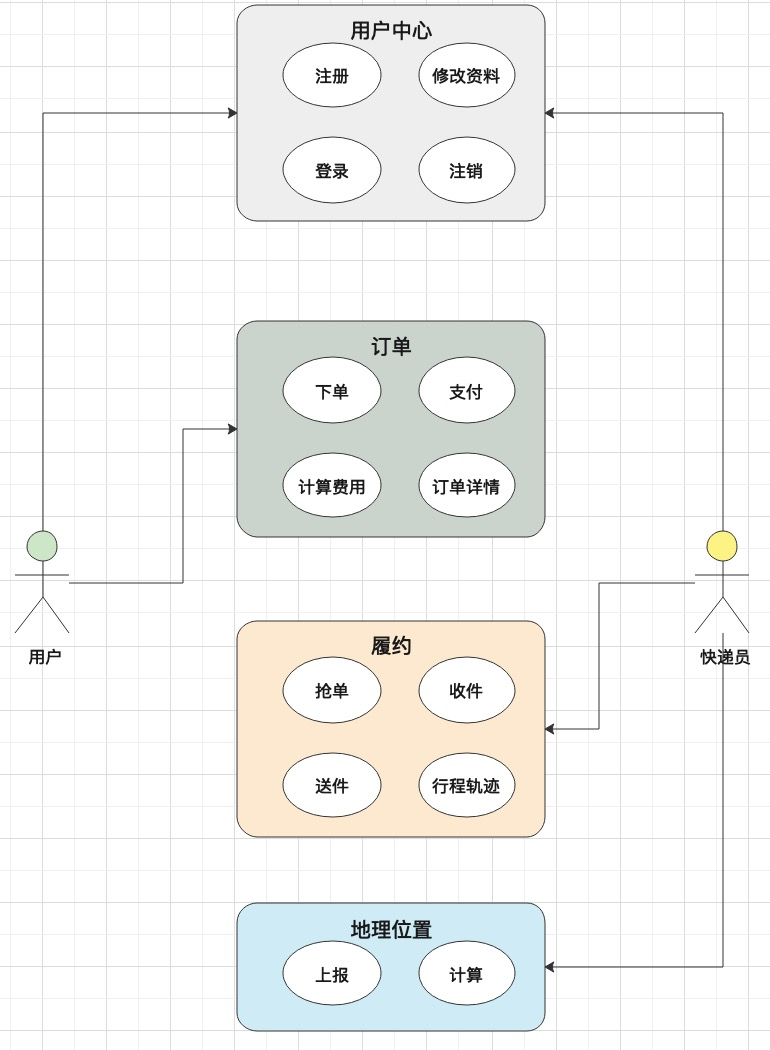 用户中心
注册
修改资料
登录
注销
订单
下单
支付
计算费用
订单详情
用户
快递员
履约
抢单
收件
送件
行程轨迹
地理位置
上报
计算